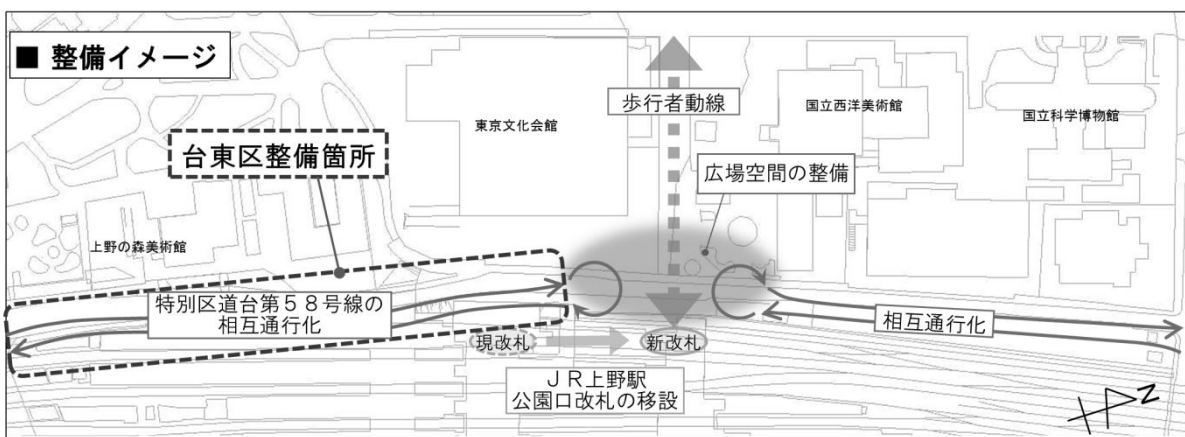 ■ 整備イメージ
歩行者動線
東京文化会館
国立西洋美術館
国立科学博物館
台東区整備箇所
広場空間の整備
上野の森美術館
特別区道台第５８号線の
相互通行化
相互通行化
現改札
新改札
ＪＲ上野駅
公園口改札の移設
N